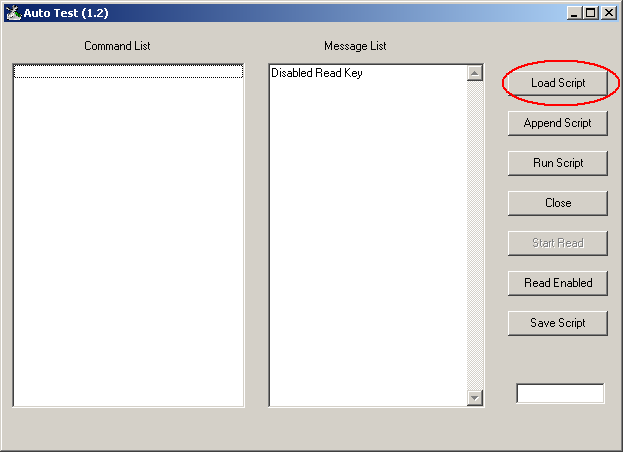 Auto Test (1.2)
Command List
Message List
Disabled Read Key
Load Script
Append Script
Run Script
Close
Start Read
Read Enabled
Save Script